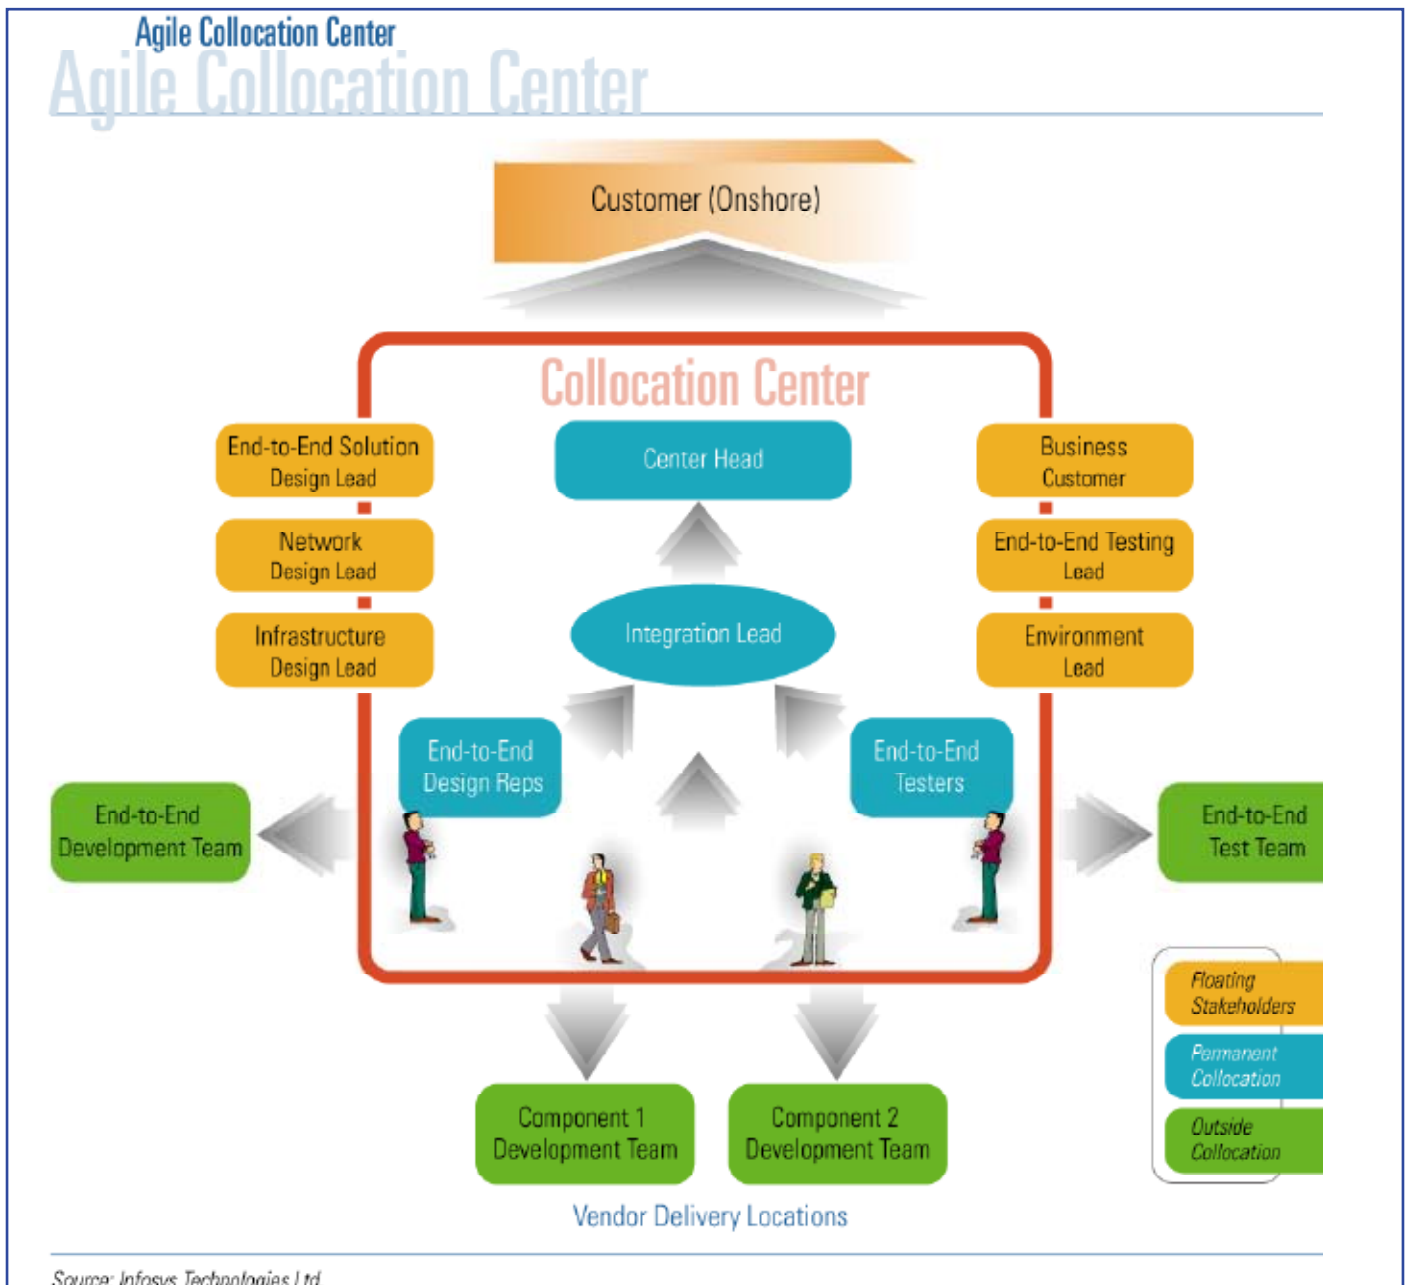 Agile Collocation Center
Agile Collocation Center
Customer (Onshore)
Collocation Center
End-to-End Solution
Design Lead
Center Head
Business
Customer
Network
Design Lead
End-to-End Testing
Lead
Infrastructure
Design Lead
Integration Lead
Environment
Lead
End-to-End
Design Reps
End-to-End
Testers
End-to-End
Development Team
End-to-End
Test Team
Floating
Stakeholders
Permanent
Collocation
Outside
Collocation
Component 1
Development Team
Component 2
Development Team
Vendor Delivery Locations
Source: Infosys Technologies Ltd